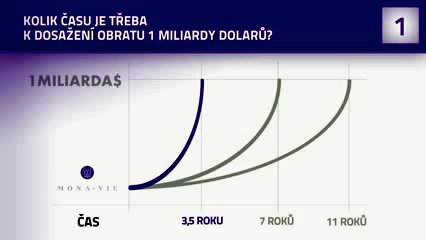 KOLIK ČASU JE TŘEBA
K DOSAŽENÍ OBRATU 1 MILIARDY DOLARŮ?
1
1 MILIARDA$
MONA·VIE
ČAS
3,5 ROKU
7 ROKŮ
11 ROKŮ